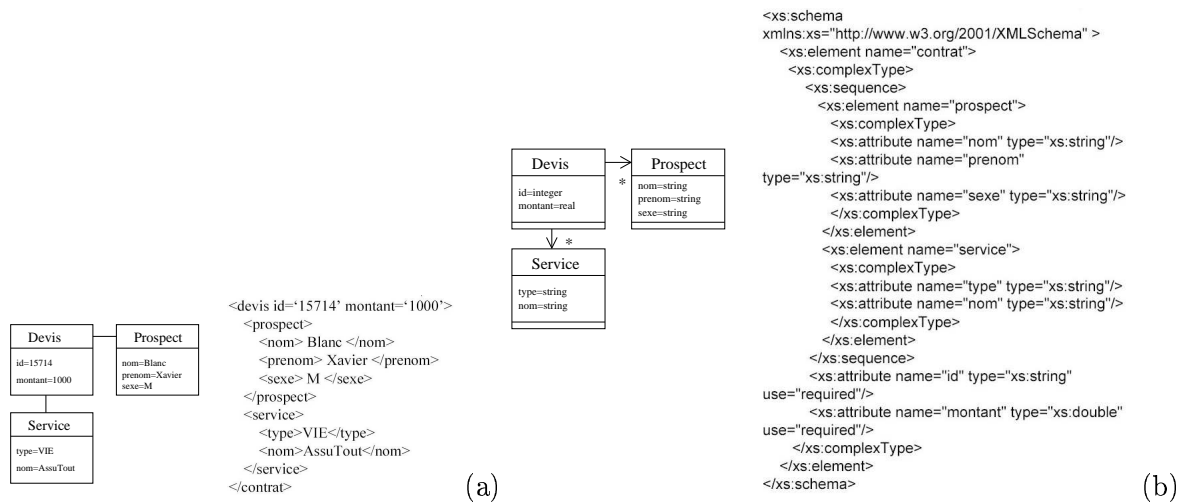 Devis
id=15714
montant=1000
Prospect
nom=Blanc
prenom=Xavier
sexe=M
Service
type=VIE
nom=AssuTout
<devis id=‘15714’ montant=‘1000’>
<prospect>
<nom> Blanc </nom>
<prenom> Xavier </prenom>
<sexe> M </sexe>
</prospect>
<service>
<type>VIE</type>
<nom>AssuTout</nom>
</service>
</contrat>
(a)
Devis
id=integer
montant=real
*
Prospect
nom=string
prenom=string
sexe=string
*
Service
type=string
nom=string
<xs:schema
xmlns:xs="http://www.w3.org/2001/XMLSchema" >
<xs:element name="contrat">
<xs:complexType>
<xs:sequence>
<xs:element name="prospect">
<xs:complexType>
<xs:attribute name="nom" type="xs:string"/>
<xs:attribute name="prenom"
type="xs:string"/>
<xs:attribute name="sexe" type="xs:string"/>
</xs:complexType>
</xs:element>
<xs:element name="service">
<xs:complexType>
<xs:attribute name="type" type="xs:string"/>
<xs:attribute name="nom" type="xs:string"/>
</xs:complexType>
</xs:element>
</xs:sequence>
<xs:attribute name="id" type="xs:string"
use="required"/>
<xs:attribute name="montant" type="xs:double"
use="required"/>
</xs:complexType>
</xs:element>
</xs:schema>
(b)